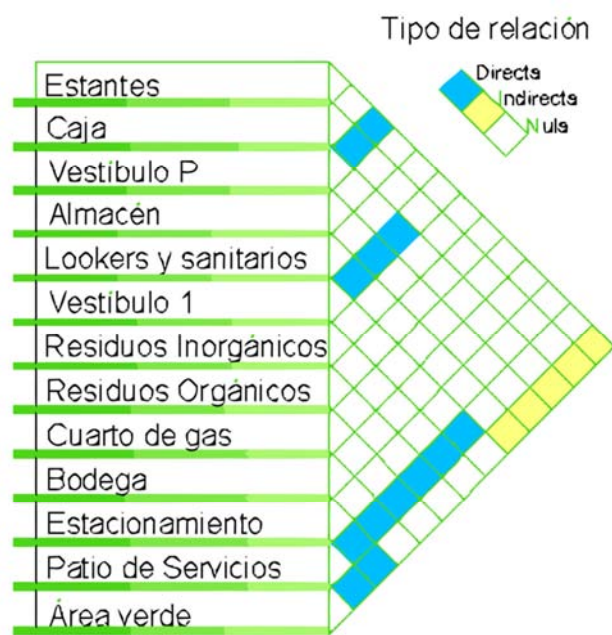 Tipo de relación
Directa
Indirecta
Nula
Estantes
Caja
Vestíbulo P
Almacén
Lookers y sanitarios
Vestíbulo 1
Residuos Inorgánicos
Residuos Orgánicos
Cuarto de gas
Bodega
Estacionamiento
Patio de Servicios
Área verde